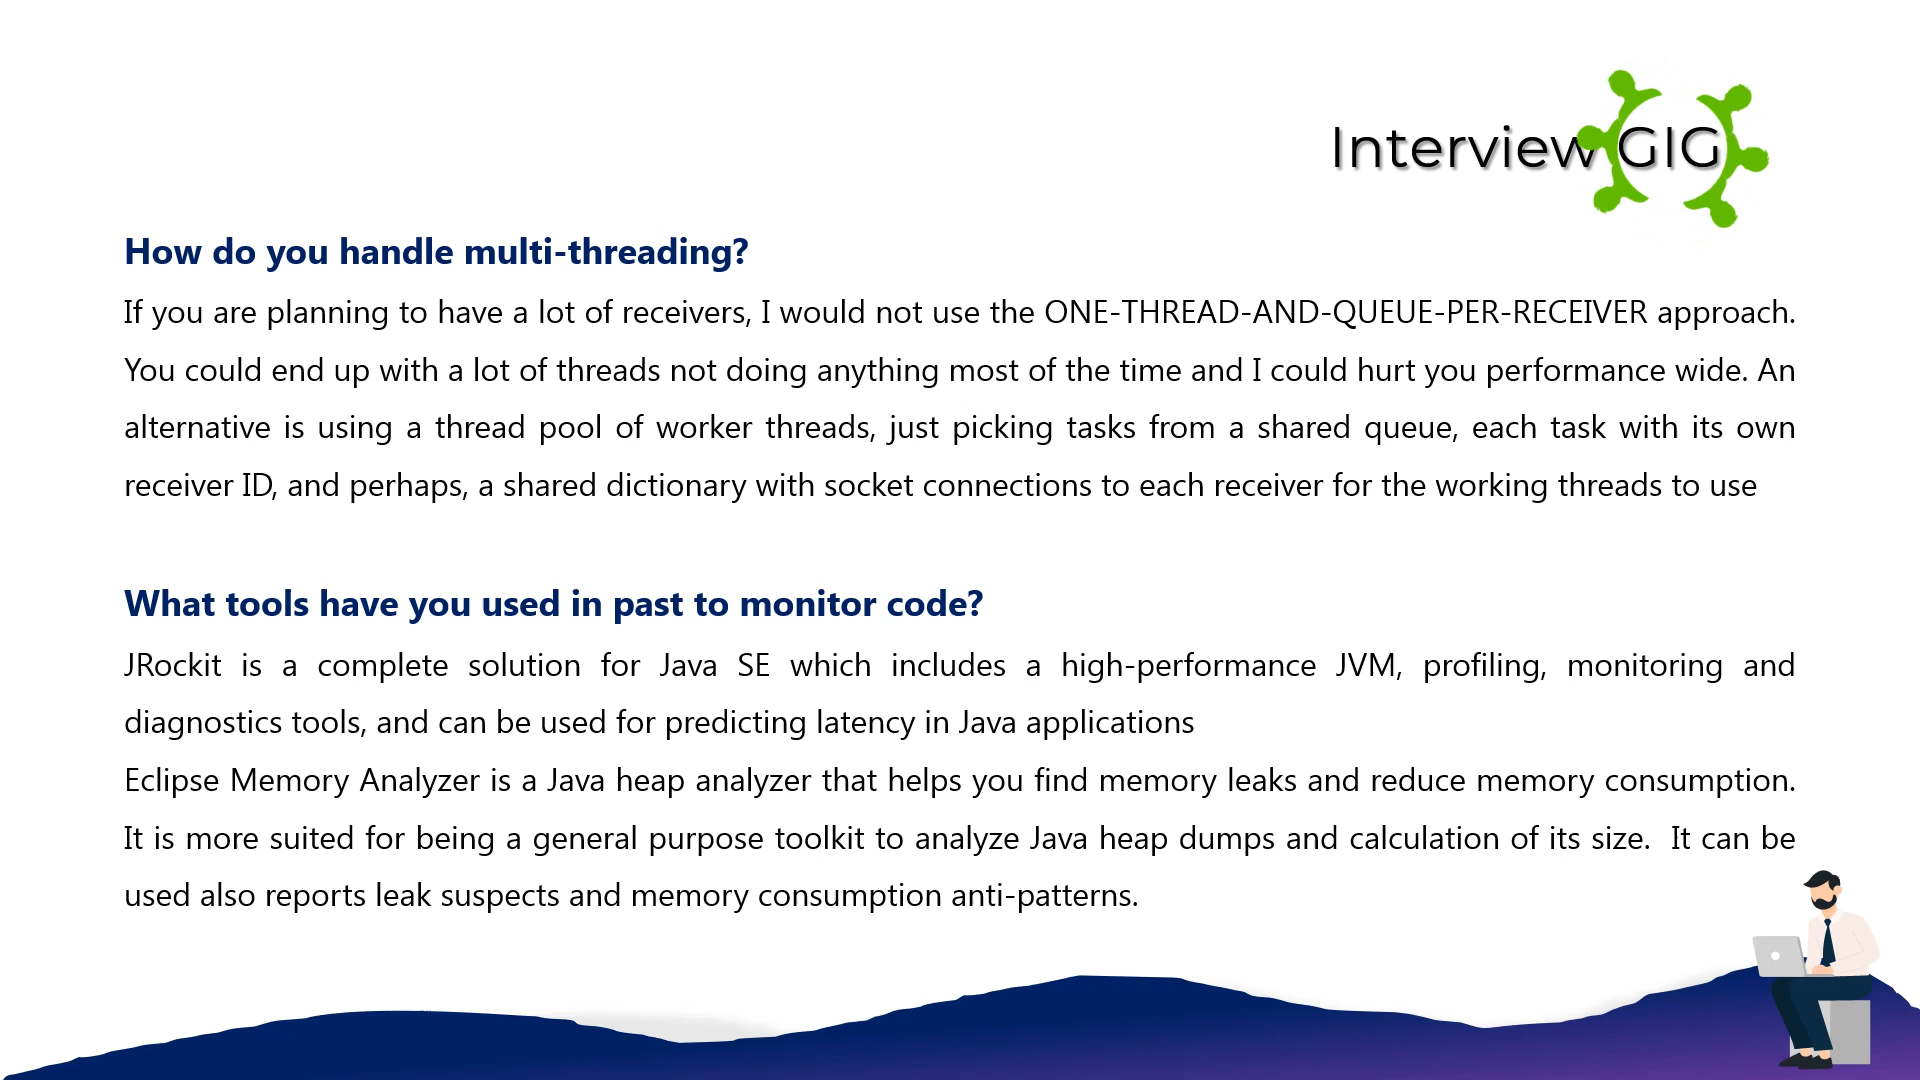 Interview GIG
How do you handle multi-threading?
If you are planning to have a lot of receivers, I would not use the ONE-THREAD-AND-QUEUE-PER-RECEIVER approach.
You could end up with a lot of threads not doing anything most of the time and I could hurt you performance wide. An
alternative is using a thread pool of worker threads, just picking tasks from a shared queue, each task with its own
receiver ID, and perhaps, a shared dictionary with socket connections to each receiver for the working threads to use
What tools have you used in past to monitor code?
JRockit is a complete solution for Java SE which includes a high-performance JVM, profiling, monitoring and
diagnostics tools, and can be used for predicting latency in Java applications
Eclipse Memory Analyzer is a Java heap analyzer that helps you find memory leaks and reduce memory consumption.
It is more suited for being a general purpose toolkit to analyze Java heap dumps and calculation of its size.  It can be
used also reports leak suspects and memory consumption anti-patterns.